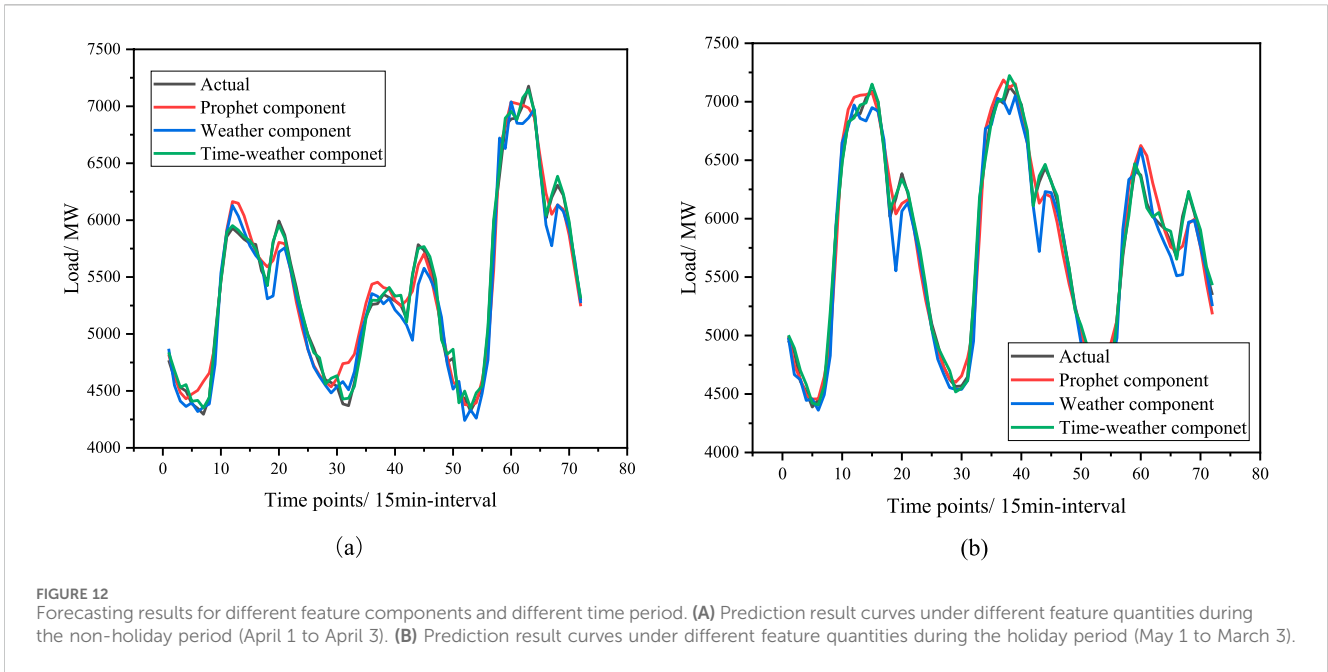 7500
7000
6500
6000
5500
5000
4500
4000
Load/ MW
Actual
Prophet component
Weather component
Time-weather componet
0 10 20 30 40 50 60 70 80
Time points/ 15min-interval
(a)
7500
7000
6500
6000
5500
5000
4500
4000
Load/ MW
Actual
Prophet component
Weather component
Time-weather componet
0 10 20 30 40 50 60 70 80
Time points/ 15min-interval
(b)
FIGURE 12
Forecasting results for different feature components and different time period. (A) Prediction result curves under different feature quantities during
the non-holiday period (April 1 to April 3). (B) Prediction result curves under different feature quantities during the holiday period (May 1 to March 3).